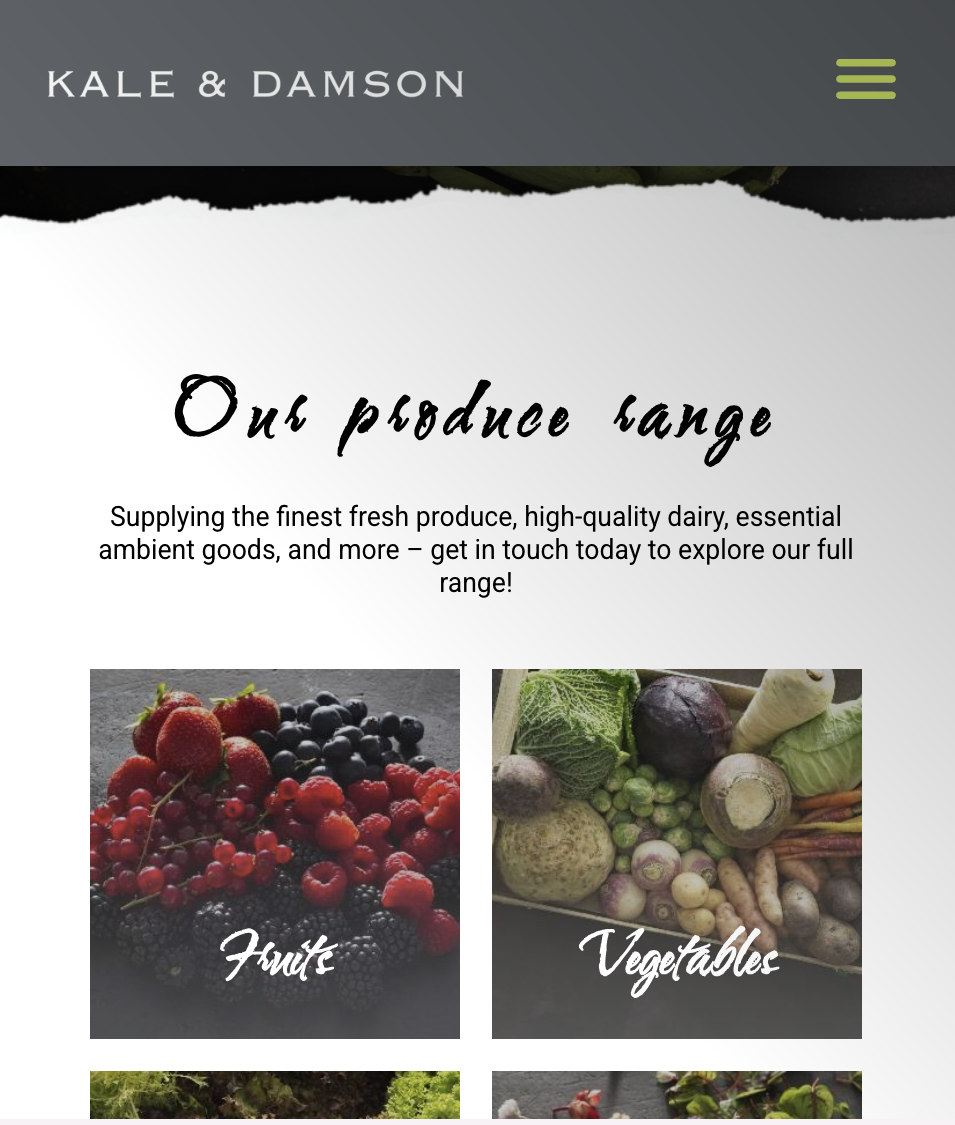 KALE & DAMSON
Our produce range
Supplying the finest fresh produce, high-quality dairy, essential
ambient goods, and more – get in touch today to explore our full
range!
Fruits
Vegetables